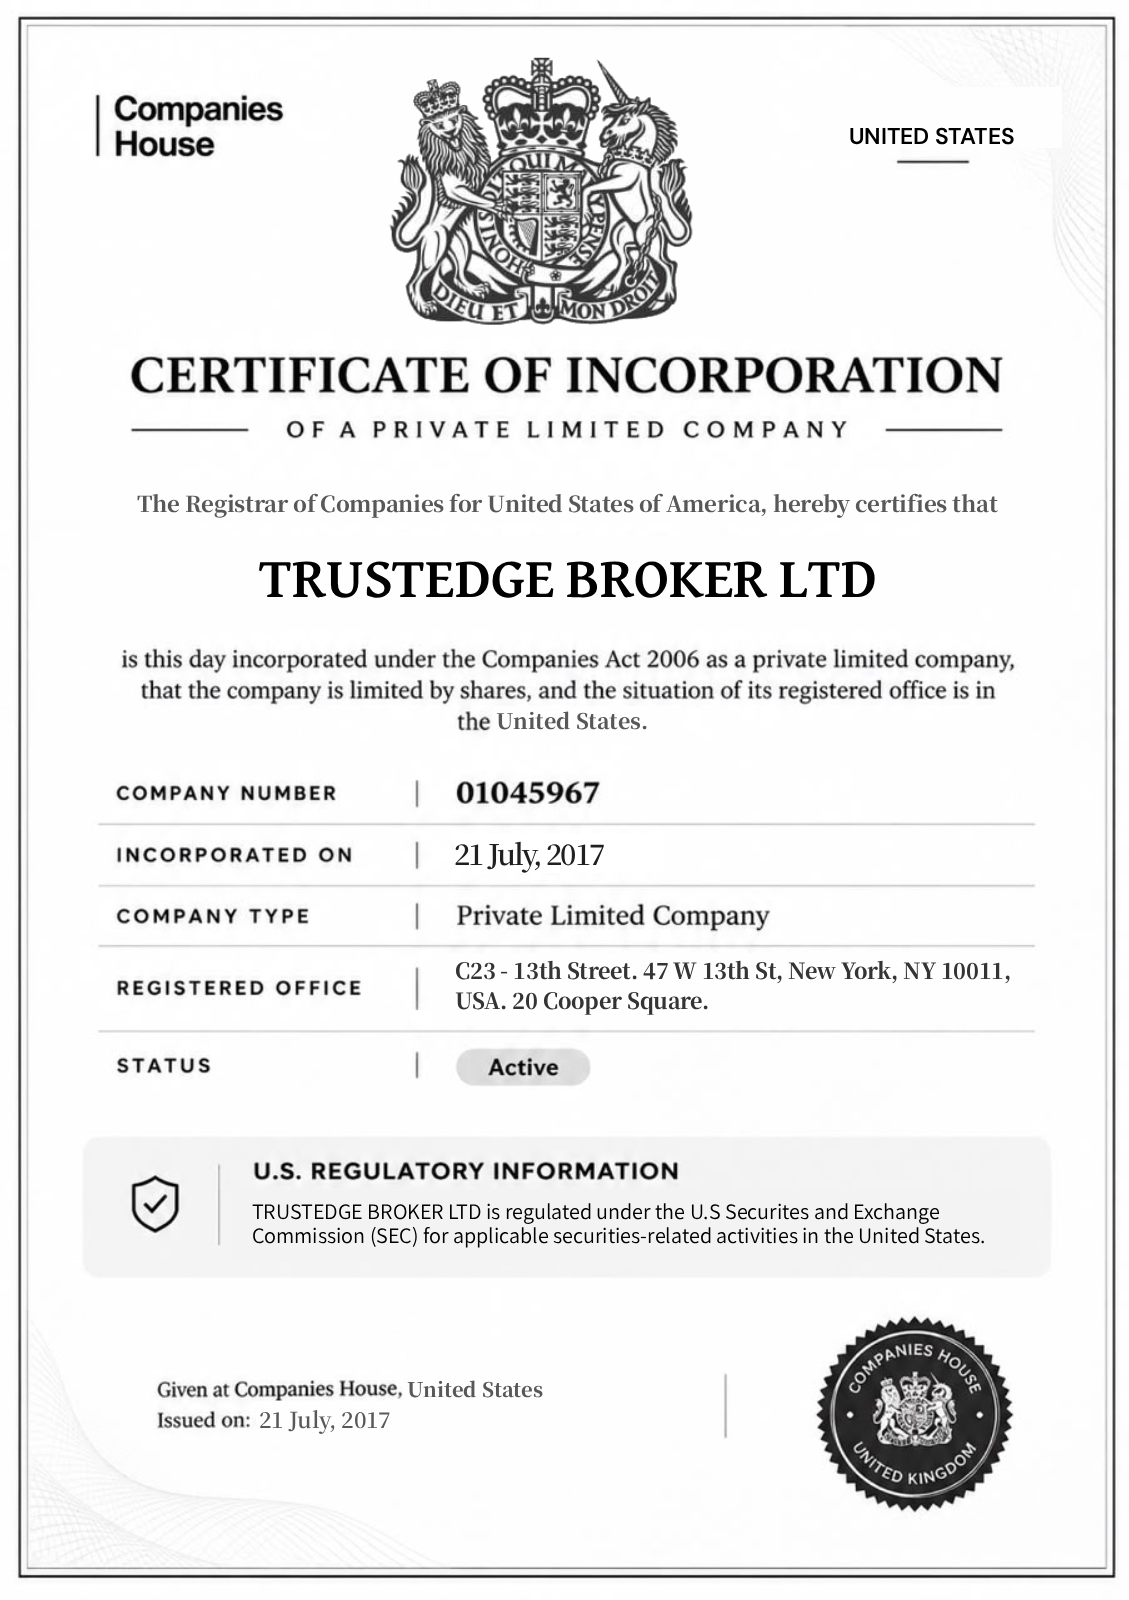 Companies
House
UNITED STATES
HONI SOIT QUI MAL Y PENSE
DIEU ET MON DROIT
CERTIFICATE OF INCORPORATION
OF A PRIVATE LIMITED COMPANY
The Registrar of Companies for United States of America, hereby certifies that
TRUSTEDGE BROKER LTD
is this day incorporated under the Companies Act 2006 as a private limited company,
that the company is limited by shares, and the situation of its registered office is in
the United States.
COMPANY NUMBER 01045967
INCORPORATED ON 21 July, 2017
COMPANY TYPE Private Limited Company
REGISTERED OFFICE C23 - 13th Street. 47 W 13th St, New York, NY 10011,
USA. 20 Cooper Square.
STATUS Active
U.S. REGULATORY INFORMATION
TRUSTEDGE BROKER LTD is regulated under the U.S Securites and Exchange
Commission (SEC) for applicable securities-related activities in the United States.
Given at Companies House, United States
Issued on: 21 July, 2017
COMPANIES HOUSE
UNITED KINGDOM